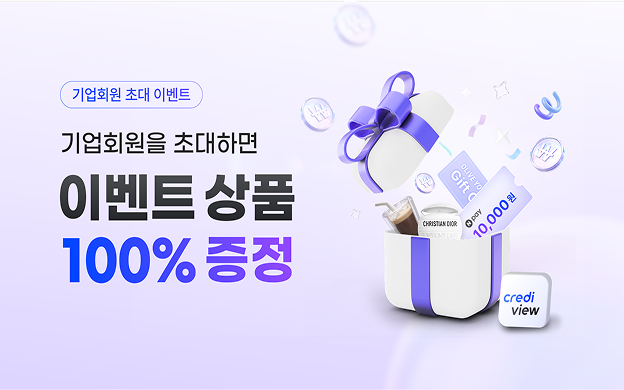 기업회원 초대 이벤트
기업회원을 초대하면
이벤트 상품
100% 증정
Gift
CHRISTIAN DIOR
N pay
10,000원
credi
view